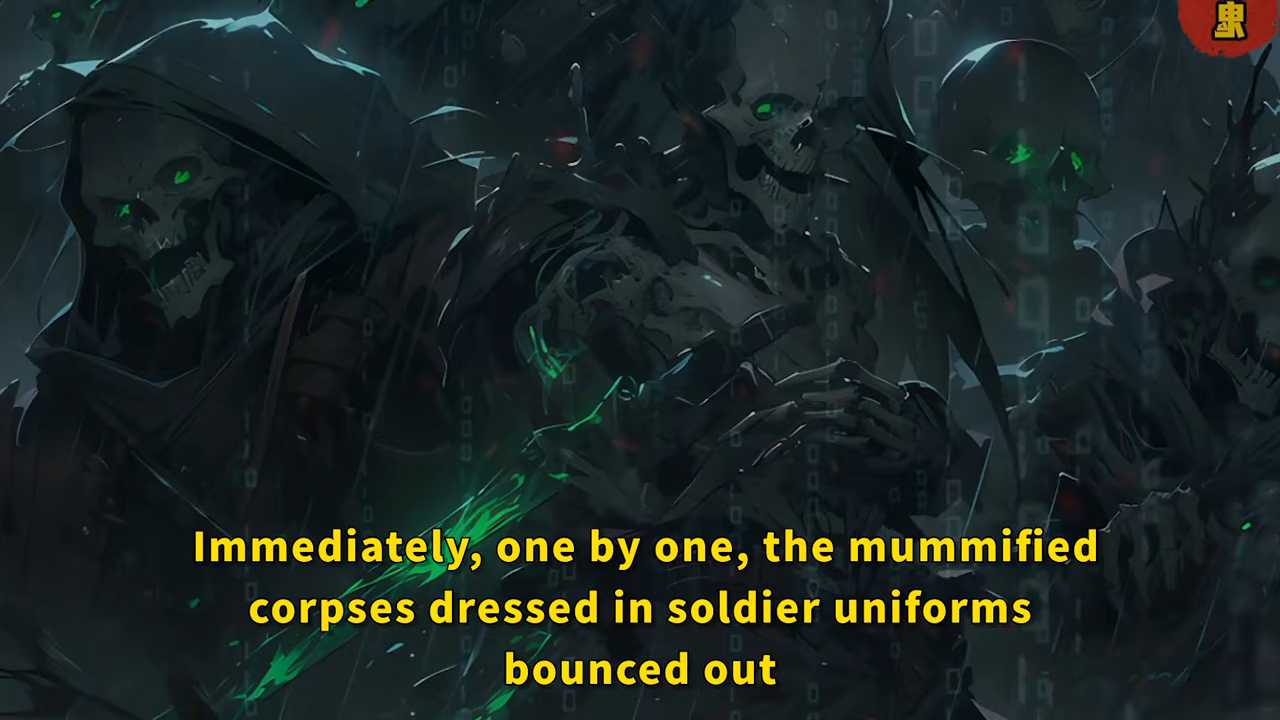 Immediately, one by one, the mummified
corpses dressed in soldier uniforms
bounced out